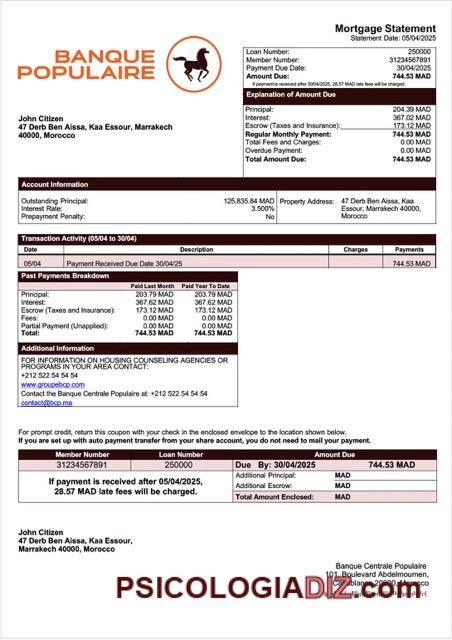 Mortgage Statement
Statement Date: 05/04/2025
BANQUE
POPULAIRE
Loan Number: 250000
Member Number: 31234567891
Payment Due Date: 30/04/2025
Amount Due: 744.53 MAD
If payment is received after 30/04/2025, 28.57 MAD late fees will be charged.
Explanation of Amount Due
Principal: 204.39 MAD
Interest: 367.02 MAD
Escrow (Taxes and Insurance): 173.12 MAD
Regular Monthly Payment: 744.53 MAD
Total Fees and Charges: 0.00 MAD
Overdue Payment: 0.00 MAD
Total Amount Due: 744.53 MAD
John Citizen
47 Derb Ben Aissa, Kaa Essour, Marrakech
40000, Morocco
Account Information
Outstanding Principal: 125,835.84 MAD
Interest Rate: 3.500%
Prepayment Penalty: No
Property Address: 47 Derb Ben Aissa, Kaa
Essour, Marrakech 40000,
Morocco
Transaction Activity (05/04 to 30/04)
Date Description Charges Payments
05/04 Payment Received Due Date 30/04/25 744.53 MAD
Past Payments Breakdown
Paid Last Month Paid Year To Date
Principal: 203.79 MAD 203.79 MAD
Interest: 367.62 MAD 367.62 MAD
Escrow (Taxes and Insurance): 173.12 MAD 173.12 MAD
Fees: 0.00 MAD 0.00 MAD
Partial Payment (Unapplied): 0.00 MAD 0.00 MAD
Total: 744.53 MAD 744.53 MAD
Additional Information
FOR INFORMATION ON HOUSING COUNSELING AGENCIES OR
PROGRAMS IN YOUR AREA CONTACT:
+212 522 54 54 54
www.groupebcp.com
Contact the Banque Centrale Populaire at: +212 522 54 54 54
contact@bcp.ma
For prompt credit, return this coupon with your check in the enclosed envelope to the location shown below.
If you are set up with auto payment transfer from your share account, you do not need to mail your payment.
Member Number Loan Number Amount Due
31234567891 250000 Due By: 30/04/2025 744.53 MAD
If payment is received after 05/04/2025,
28.57 MAD late fees will be charged.
Additional Principal: MAD
Additional Escrow: MAD
Total Amount Enclosed: MAD
John Citizen
47 Derb Ben Aissa, Kaa Essour,
Marrakech 40000, Morocco
Banque Centrale Populaire
101, Boulevard Abdelmoumen,
Casablanca 20000, Morocco
PSICOLOGIADIZ.com